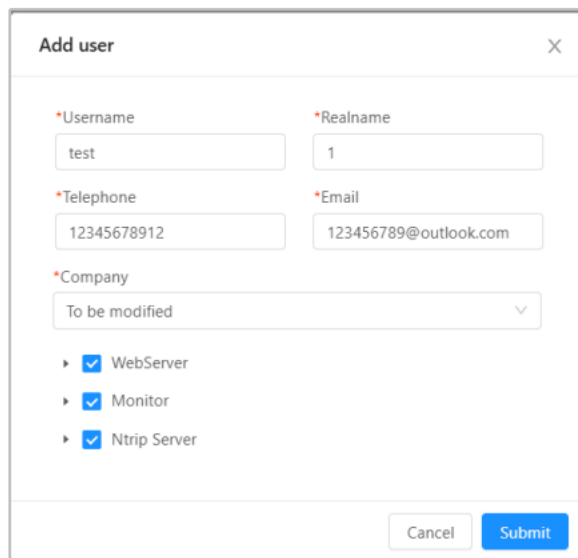 Add user
*Username *Realname
test 1
*Telephone *Email
12345678912 123456789@outlook.com
*Company
To be modified
WebServer
Monitor
Ntrip Server
Cancel Submit